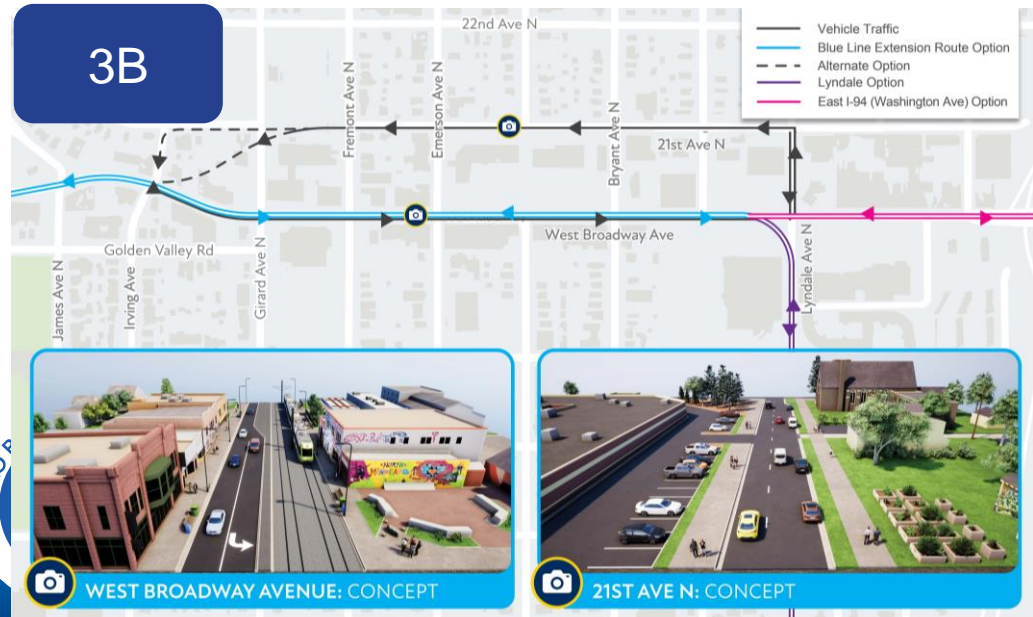 3B
22nd Ave N
Vehicle Traffic
Blue Line Extension Route Option
Alternate Option
Lyndale Option
East I-94 (Washington Ave) Option
Fremont Ave N
Emerson Ave N
Bryant Ave N
21st Ave N
West Broadway Ave
Golden Valley Rd
James Ave N
Irving Ave
Girard Ave N
Lyndale Ave N
WEST BROADWAY AVENUE: CONCEPT
21ST AVE N: CONCEPT